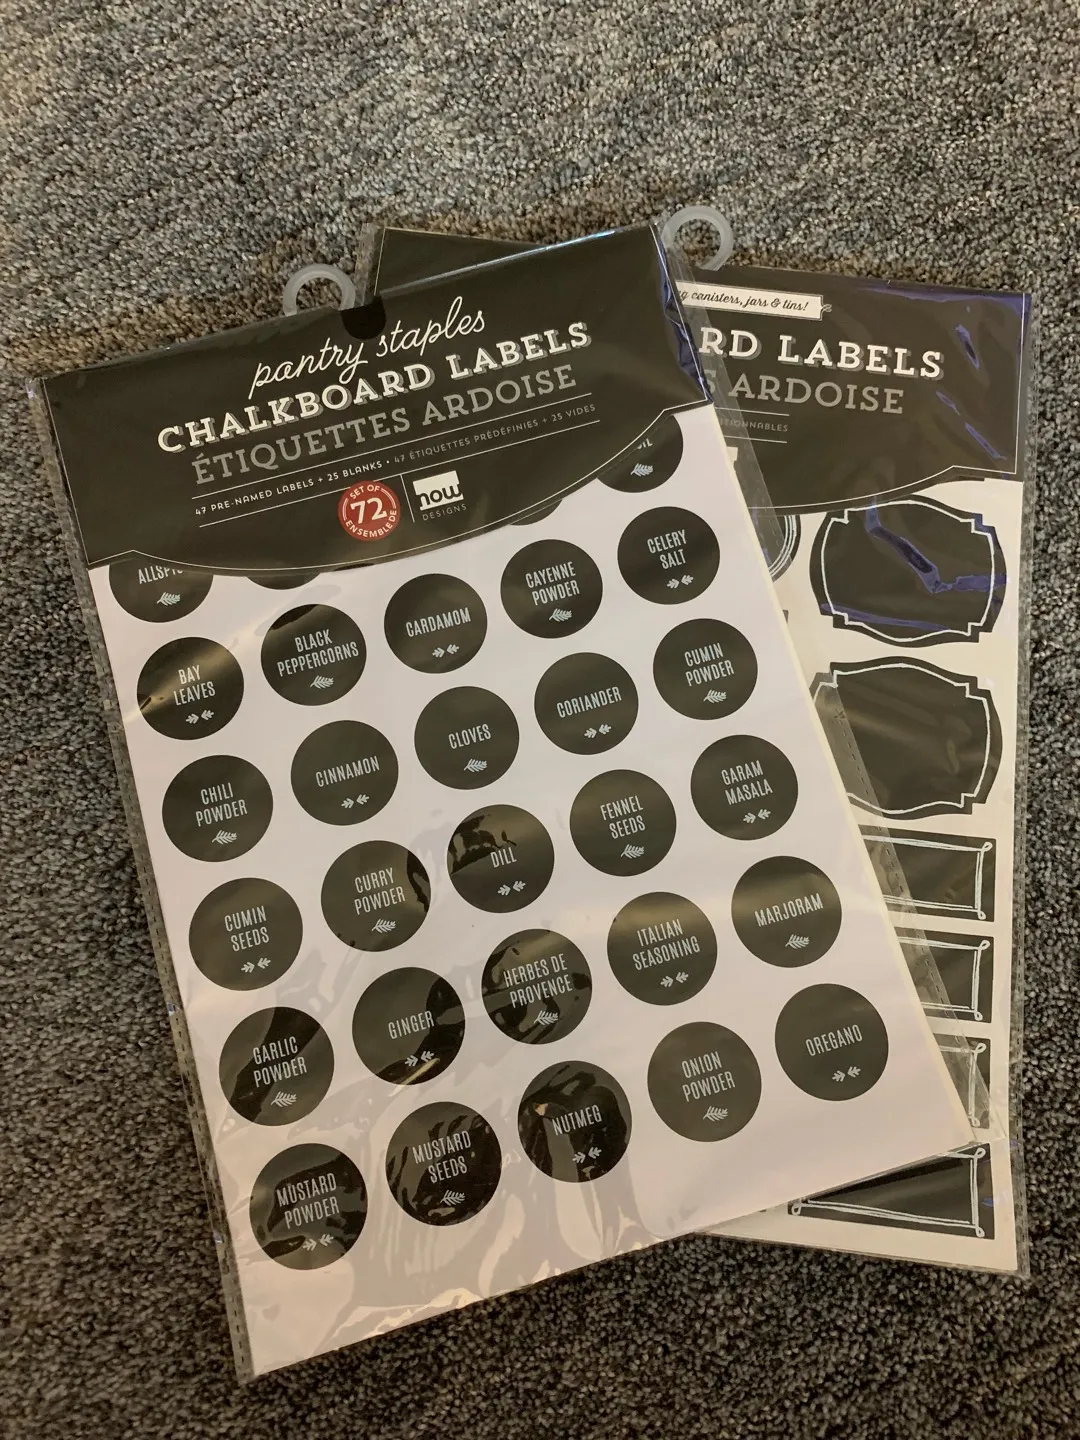 pantry staples
CHALKBOARD LABELS
ÉTIQUETTES ARDOISE
47 PRE-NAMED LABELS + 25 BLANKS • 47 ÉTIQUETTES PRÉDÉFINIES + 25 VIDES
SET OF
72
ENSEMBLE DE
now
DESIGNS
canisters, jars & tins!
RD LABELS
ARDOISE
CELERY
SALT
CAYENNE
POWDER
CARDAMOM
BLACK
PEPPERCORNS
BAY
LEAVES
CUMIN
POWDER
CORIANDER
CLOVES
CINNAMON
CHILI
POWDER
GARAM
MASALA
FENNEL
SEEDS
DILL
CURRY
POWDER
CUMIN
SEEDS
MARJORAM
ITALIAN
SEASONING
HERBES DE
PROVENCE
GINGER
GARLIC
POWDER
OREGANO
ONION
POWDER
NUTMEG
MUSTARD
SEEDS
MUSTARD
POWDER